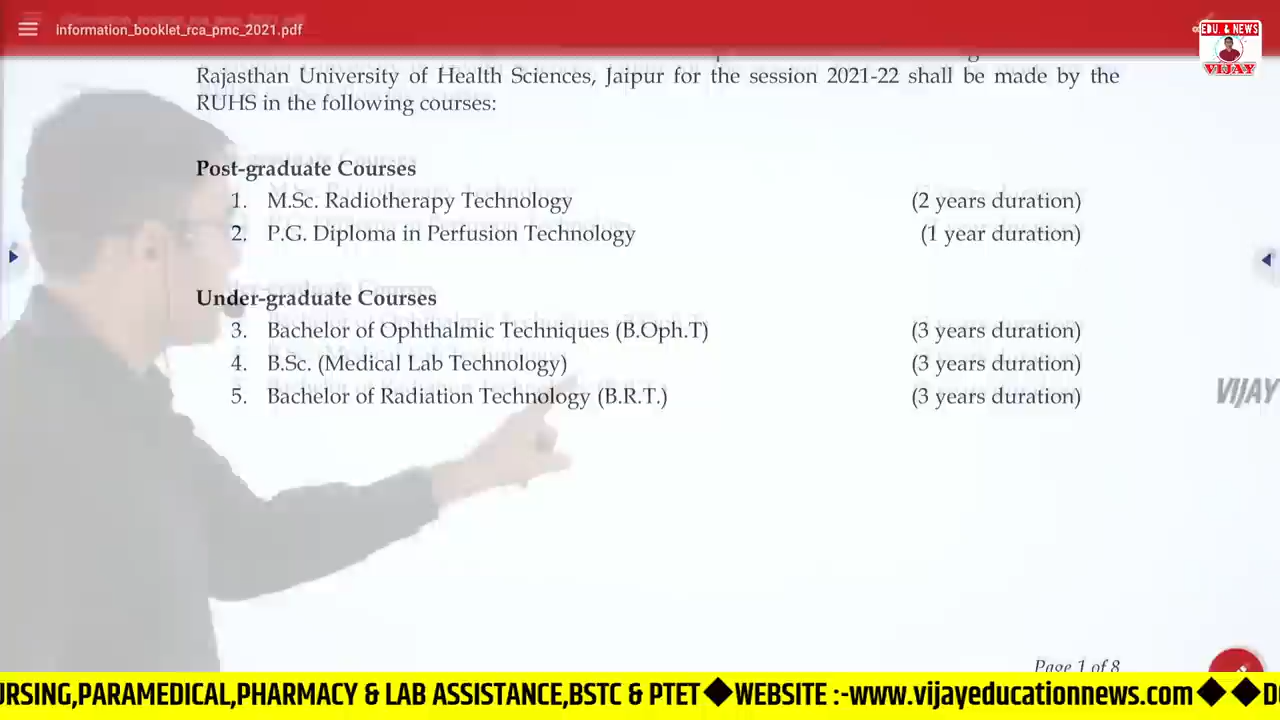 information_booklet_rca_pmc_2021.pdf
EDU. & NEWS
VIJAY
Rajasthan University of Health Sciences, Jaipur for the session 2021-22 shall be made by the
RUHS in the following courses:
Post-graduate Courses
1. M.Sc. Radiotherapy Technology (2 years duration)
2. P.G. Diploma in Perfusion Technology (1 year duration)
Under-graduate Courses
3. Bachelor of Ophthalmic Techniques (B.Oph.T) (3 years duration)
4. B.Sc. (Medical Lab Technology) (3 years duration)
5. Bachelor of Radiation Technology (B.R.T.) (3 years duration)
VIJAY
Page 1 of 8
URSING,PARAMEDICAL,PHARMACY & LAB ASSISTANCE,BSTC & PTET◆WEBSITE :-www.vijayeducationnews.com◆◆